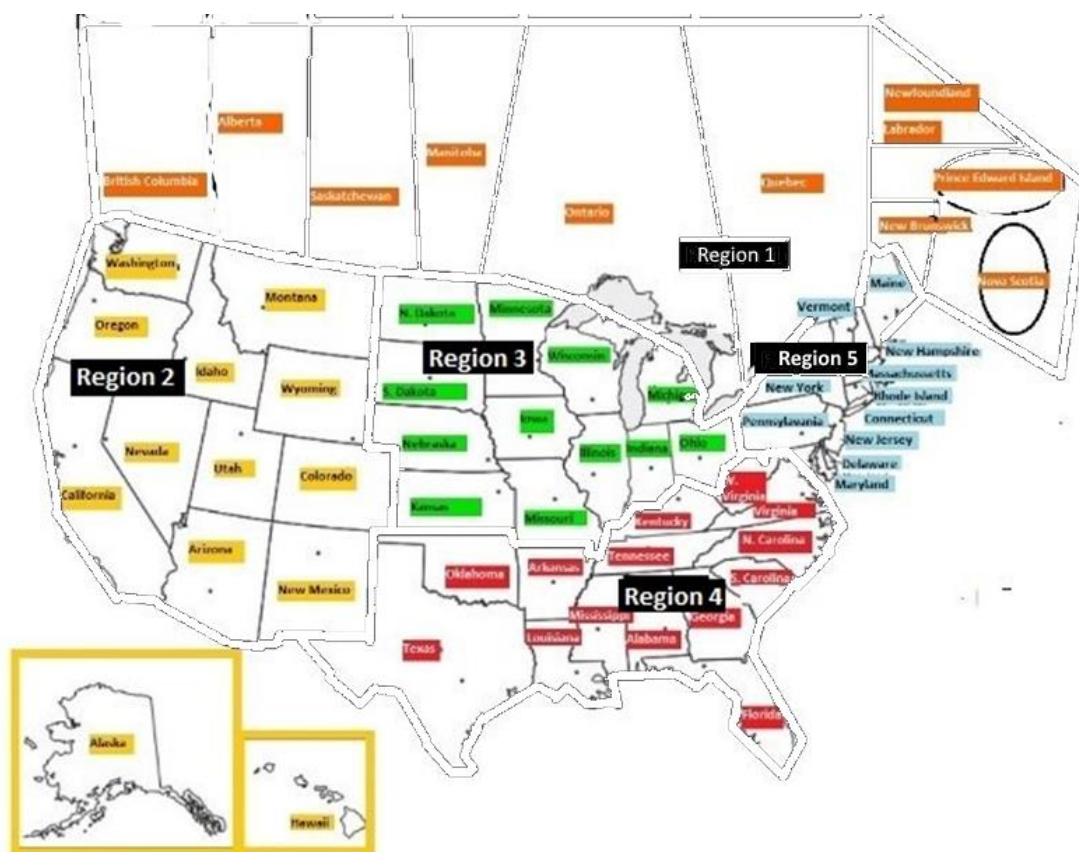 Newfoundland
Labrador
Alberta
Manitoba
British Columbia
Saskatchewan
Quebec
Prince Edward Island
Ontario
New Brunswick
Region 1
Nova Scotia
Washington
Montana
Maine
Oregon
N. Dakota
Minnesota
Vermont
Region 2
Idaho
Wyoming
Region 3
Wisconsin
Region 5
New Hampshire
Massachusetts
S. Dakota
Michig
New York
Rhode Island
Iowa
Connecticut
Pennsylavania
Nevada
Utah
Colorado
Nebraska
Illinois
Indiana
Ohio
New Jersey
Delaware
Maryland
California
Kansas
Missouri
Kentucky
V.
Virginia
Virginia
Arizona
New Mexico
Oklahoma
Arkansas
Tennessee
N. Carolina
S. Carolina
Region 4
Mississippi
Georgia
Texas
Louisiana
Alabama
Florida
Alaska
Hawaii